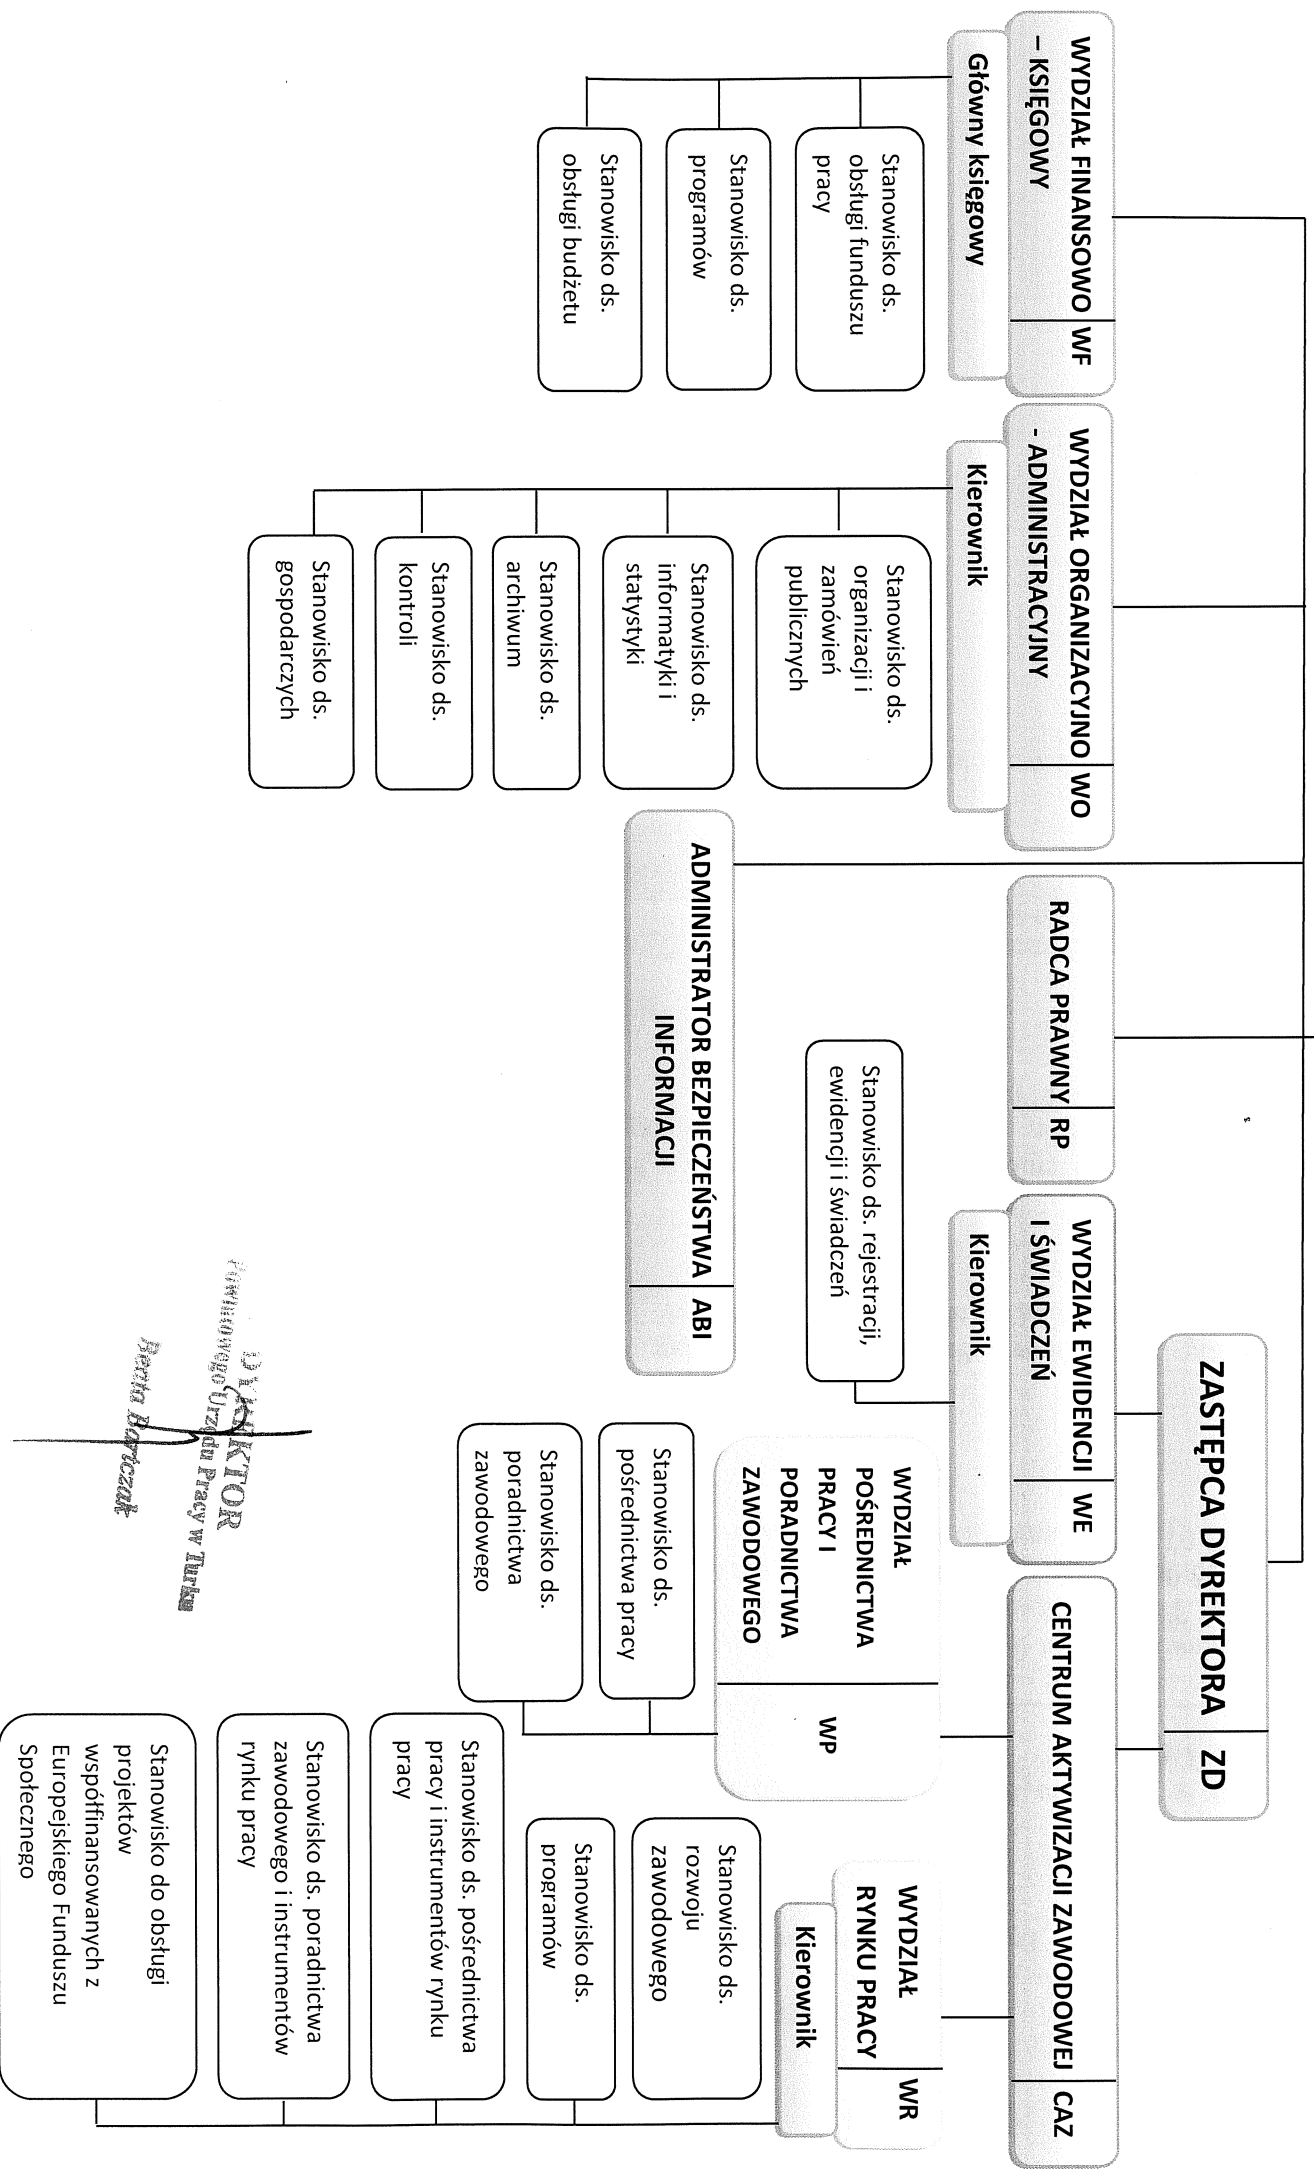 ZASTĘPCA DYREKTORA ZD
WYDZIAŁ FINANSOWO WF
– KSIĘGOWY
Główny księgowy
Stanowisko ds.
obsługi funduszu
pracy
Stanowisko ds.
programów
Stanowisko ds.
obsługi budżetu
WYDZIAŁ ORGANIZACYJNO WO
- ADMINISTRACYJNY
Kierownik
Stanowisko ds.
organizacji i
zamówień
publicznych
Stanowisko ds.
informatyki i
statystyki
Stanowisko ds.
archiwum
Stanowisko ds.
kontroli
Stanowisko ds.
gospodarczych
RADCA PRAWNY RP
ADMINISTRATOR BEZPIECZEŃSTWA ABI
INFORMACJI
WYDZIAŁ EWIDENCJI WE
I ŚWIADCZEŃ
Kierownik
Stanowisko ds. rejestracji,
ewidencji i świadczeń
CENTRUM AKTYWIZACJI ZAWODOWEJ CAZ
WYDZIAŁ
POŚREDNICTWA
PRACY I
PORADNICTWA
ZAWODOWEGO
WP
Stanowisko ds.
pośrednictwa pracy
Stanowisko ds.
poradnictwa
zawodowego
WYDZIAŁ
RYNKU PRACY
WR
Kierownik
Stanowisko ds.
rozwoju
zawodowego
Stanowisko ds.
programów
Stanowisko ds. pośrednictwa
pracy i instrumentów rynku
pracy
Stanowisko ds. poradnictwa
zawodowego i instrumentów
rynku pracy
Stanowisko do obsługi
projektów
współfinansowanych z
Europejskiego Funduszu
Społecznego
DYREKTOR
Powiatowego Urzędu Pracy w Turku
Beata Bartczak